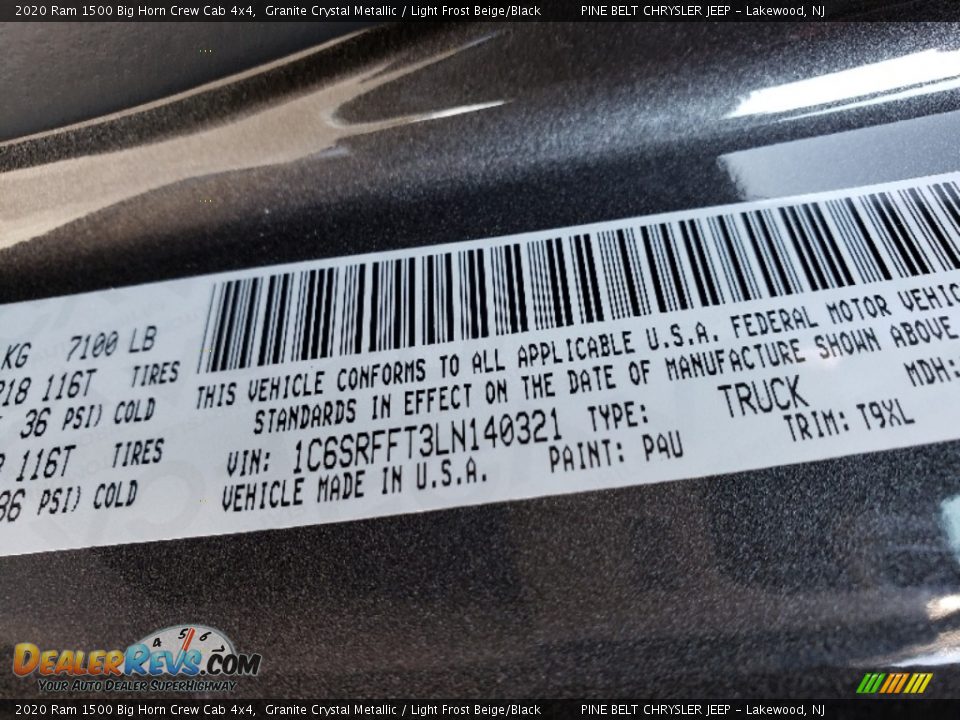 2020 Ram 1500 Big Horn Crew Cab 4x4, Granite Crystal Metallic / Light Frost Beige/Black PINE BELT CHRYSLER JEEP - Lakewood, NJ
KG 7100 LB
218 116T TIRES
36 PSI) COLD
116T TIRES
36 PSI) COLD
THIS VEHICLE CONFORMS TO ALL APPLICABLE U.S.A. FEDERAL MOTOR VEHIC
STANDARDS IN EFFECT ON THE DATE OF MANUFACTURE SHOWN ABOVE
VIN: 1C6SRFFT3LN140321 TYPE: TRUCK MDH:
VEHICLE MADE IN U.S.A. PAINT: PAU TRIM: T9XL
4 5 6
DEALERREVS.COM
YOUR AUTO DEALER SUPERHIGHWAY
2020 Ram 1500 Big Horn Crew Cab 4x4, Granite Crystal Metallic / Light Frost Beige/Black PINE BELT CHRYSLER JEEP - Lakewood, NJ